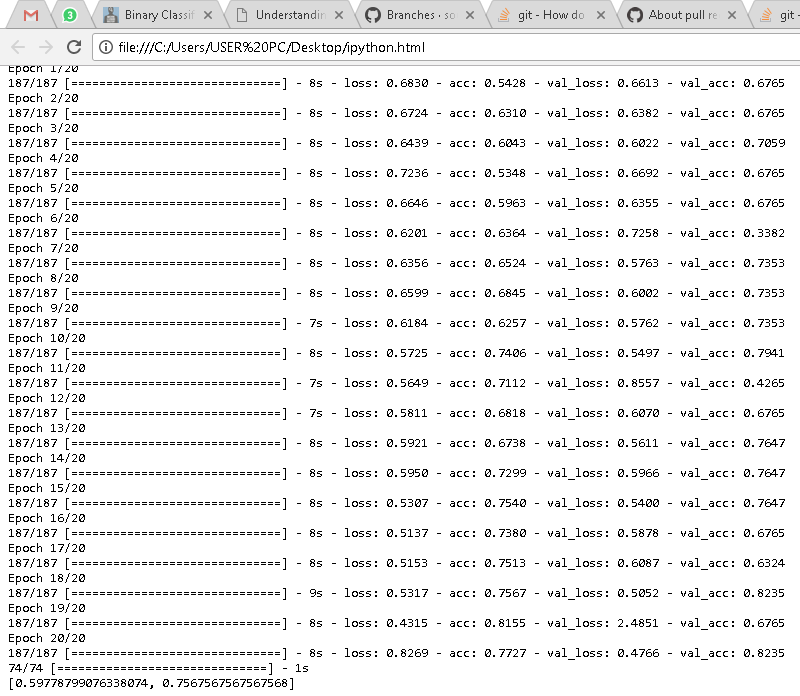 3
Binary Classif
Understandin
Branches · so
git - How do
About pull re
git -
file:///C:/Users/USER%20PC/Desktop/ipython.html
Epoch 1/20
187/187 [==============================] - 8s - loss: 0.6830 - acc: 0.5428 - val_loss: 0.6613 - val_acc: 0.6765
Epoch 2/20
187/187 [==============================] - 8s - loss: 0.6724 - acc: 0.6310 - val_loss: 0.6382 - val_acc: 0.6765
Epoch 3/20
187/187 [==============================] - 8s - loss: 0.6439 - acc: 0.6043 - val_loss: 0.6022 - val_acc: 0.7059
Epoch 4/20
187/187 [==============================] - 8s - loss: 0.7236 - acc: 0.5348 - val_loss: 0.6692 - val_acc: 0.6765
Epoch 5/20
187/187 [==============================] - 8s - loss: 0.6646 - acc: 0.5963 - val_loss: 0.6355 - val_acc: 0.6765
Epoch 6/20
187/187 [==============================] - 8s - loss: 0.6201 - acc: 0.6364 - val_loss: 0.7258 - val_acc: 0.3382
Epoch 7/20
187/187 [==============================] - 8s - loss: 0.6356 - acc: 0.6524 - val_loss: 0.5763 - val_acc: 0.7353
Epoch 8/20
187/187 [==============================] - 8s - loss: 0.6599 - acc: 0.6845 - val_loss: 0.6002 - val_acc: 0.7353
Epoch 9/20
187/187 [==============================] - 7s - loss: 0.6184 - acc: 0.6257 - val_loss: 0.5762 - val_acc: 0.7353
Epoch 10/20
187/187 [==============================] - 8s - loss: 0.5725 - acc: 0.7406 - val_loss: 0.5497 - val_acc: 0.7941
Epoch 11/20
187/187 [==============================] - 7s - loss: 0.5649 - acc: 0.7112 - val_loss: 0.8557 - val_acc: 0.4265
Epoch 12/20
187/187 [==============================] - 7s - loss: 0.5811 - acc: 0.6818 - val_loss: 0.6070 - val_acc: 0.6765
Epoch 13/20
187/187 [==============================] - 8s - loss: 0.5921 - acc: 0.6738 - val_loss: 0.5611 - val_acc: 0.7647
Epoch 14/20
187/187 [==============================] - 8s - loss: 0.5950 - acc: 0.7299 - val_loss: 0.5966 - val_acc: 0.7647
Epoch 15/20
187/187 [==============================] - 8s - loss: 0.5307 - acc: 0.7540 - val_loss: 0.5400 - val_acc: 0.7647
Epoch 16/20
187/187 [==============================] - 8s - loss: 0.5137 - acc: 0.7380 - val_loss: 0.5878 - val_acc: 0.6765
Epoch 17/20
187/187 [==============================] - 8s - loss: 0.5153 - acc: 0.7513 - val_loss: 0.6087 - val_acc: 0.6324
Epoch 18/20
187/187 [==============================] - 9s - loss: 0.5317 - acc: 0.7567 - val_loss: 0.5052 - val_acc: 0.8235
Epoch 19/20
187/187 [==============================] - 8s - loss: 0.4315 - acc: 0.8155 - val_loss: 2.4851 - val_acc: 0.6765
Epoch 20/20
187/187 [==============================] - 8s - loss: 0.8269 - acc: 0.7727 - val_loss: 0.4766 - val_acc: 0.8235
74/74 [==============================] - 1s
[0.59778799076338074, 0.7567567567567568]